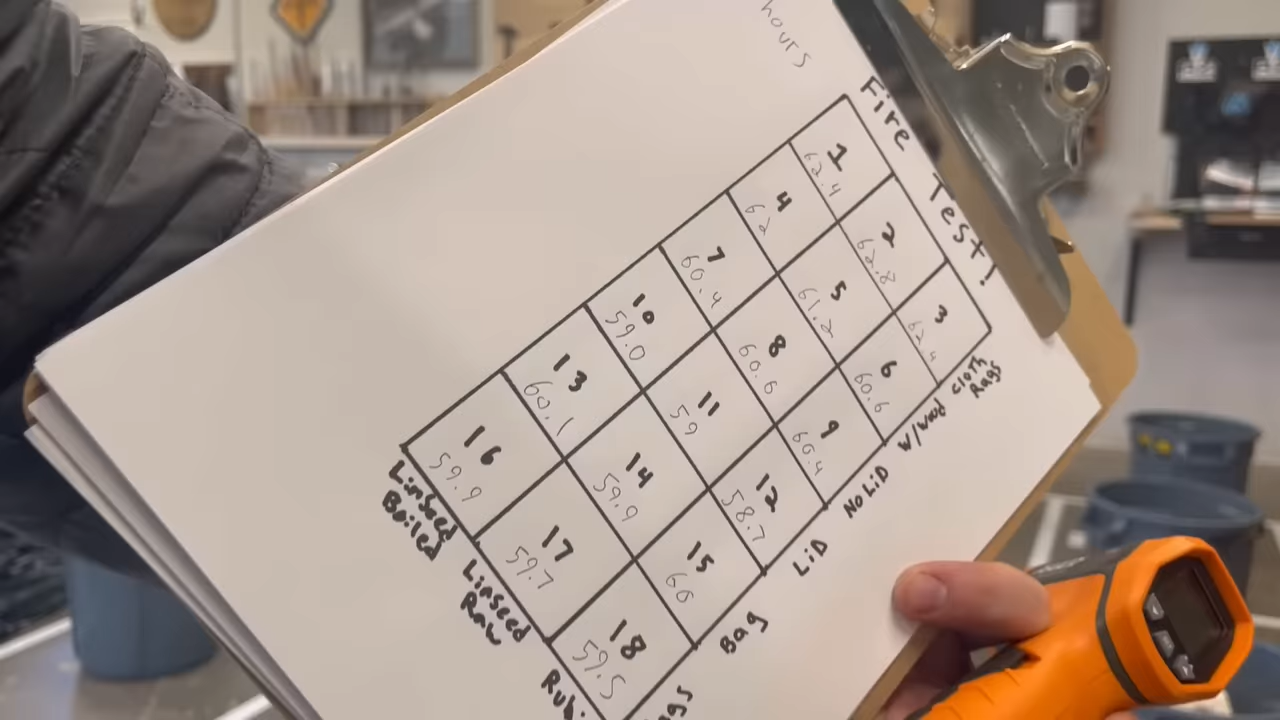 hours
Fire Test!
1 2 3
62.4 62.8 62.4
cloth Rags
4 5 6
62 61.2 60.6
w/wood
7 8 9
60.4 60.6 60.4
No LiD
10 11 12
59.0 59 58.7
LiD
13 14 15
60.1 59.9 60
Bag
16 17 18
59.9 59.7 59.5
Linseed Boiled
Linseed Raw